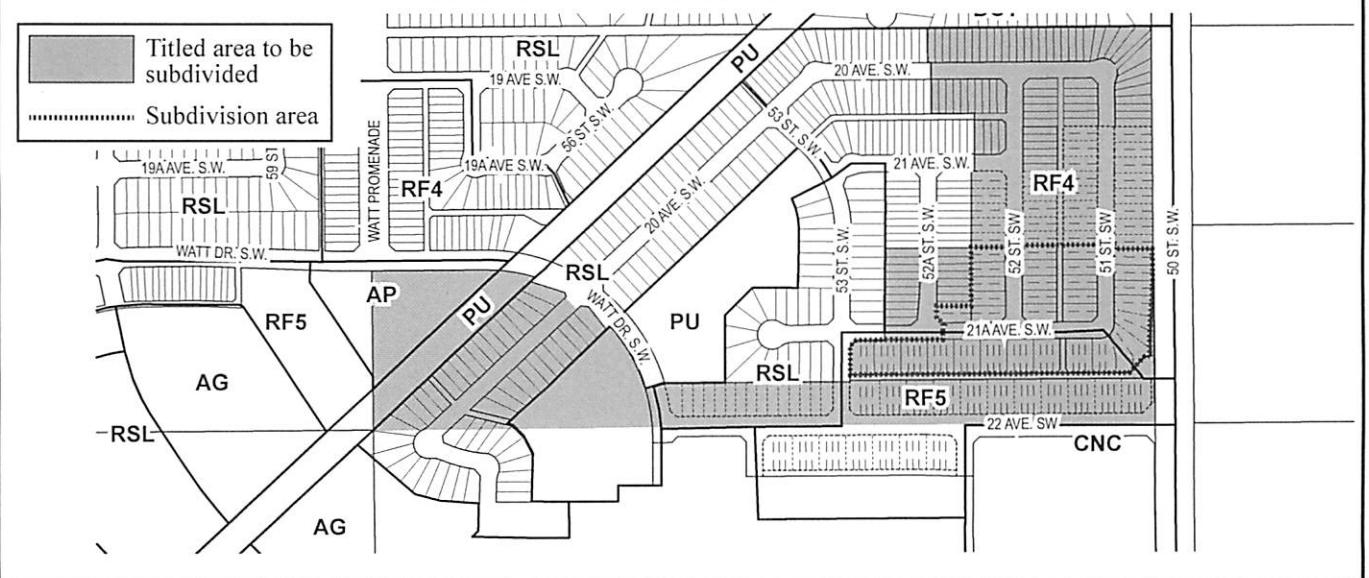 Titled area to be
subdivided
Subdivision area
RSL
PU
19 AVE S.W.
20 AVE. S.W.
56 ST. S.W.
53 ST. S.W.
59 ST
19A AVE. S.W.
WATT PROMENADE
RF4
19A AVE S.W.
21 AVE. S.W.
RF4
RSL
20 AVE. S.W.
WATT DR. S.W.
53 ST. S.W.
52A ST. S.W.
52 ST. SW
51 ST. SW
50 ST. S.W.
RSL
AP
PU
WATT DR. S.W.
PU
RF5
21A AVE. S.W.
AG
RSL
RF5
22 AVE. SW
RSL
CNC
AG